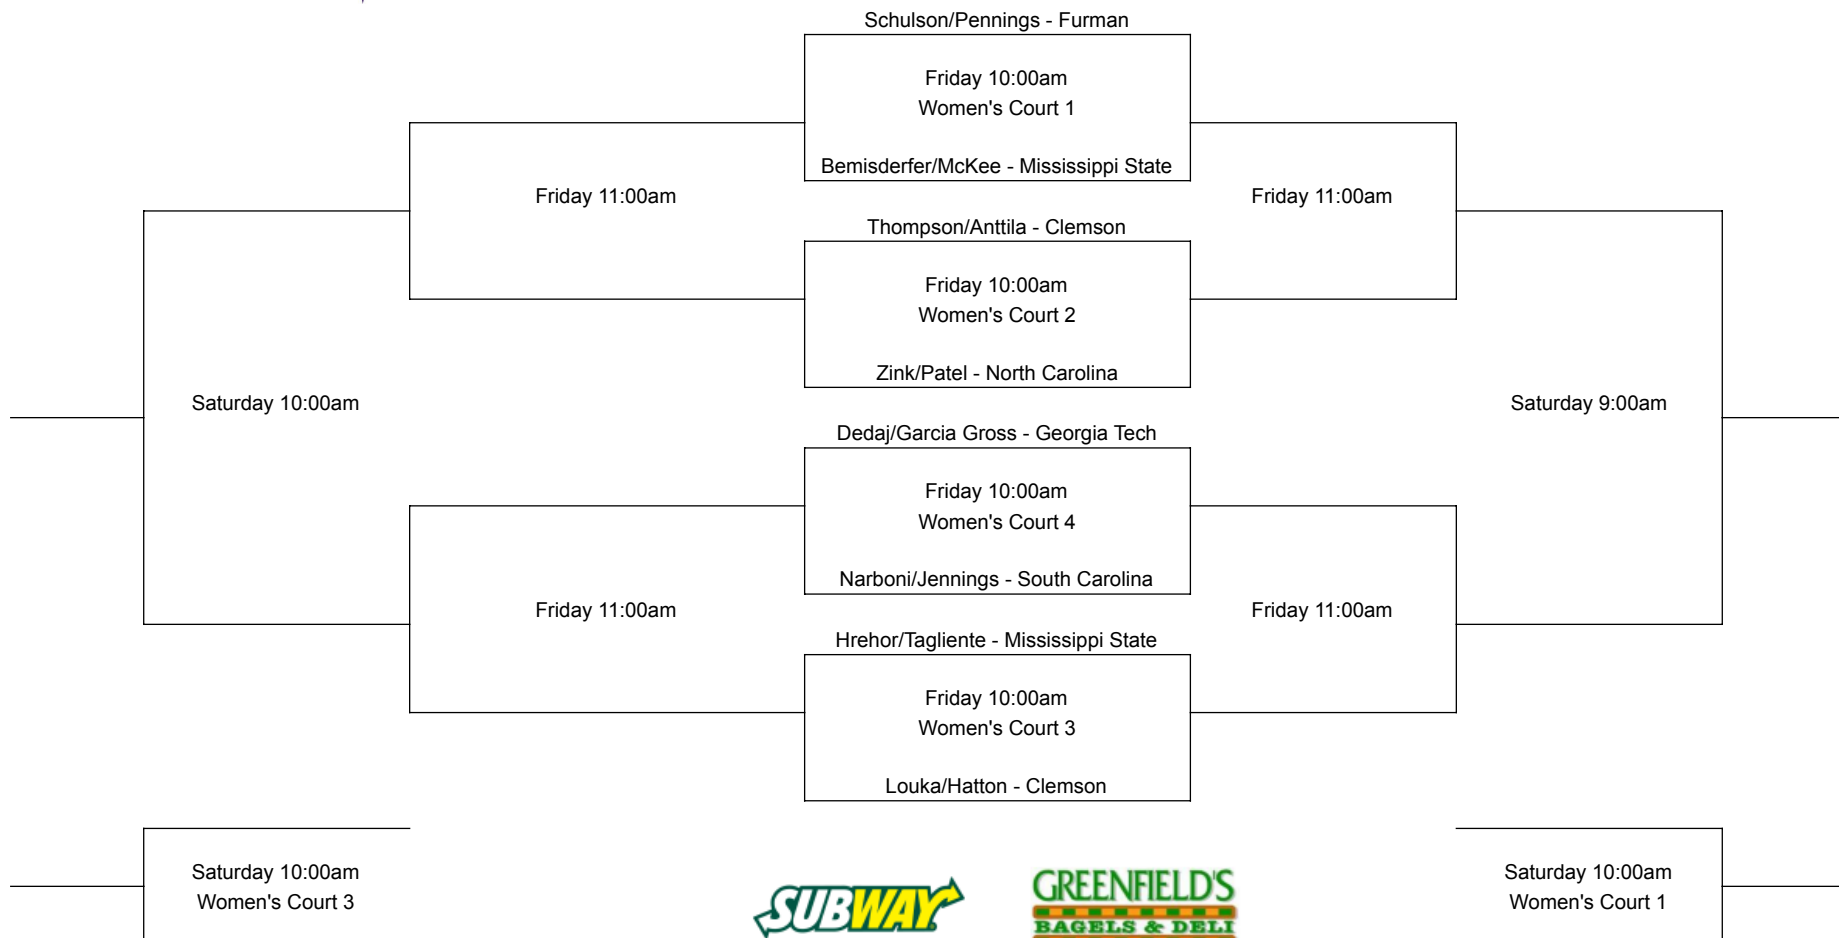 Schulson/Pennings - Furman
Friday 10:00am
Women's Court 1
Bemisderfer/McKee - Mississippi State
Friday 11:00am
Friday 11:00am
Thompson/Anttila - Clemson
Friday 10:00am
Women's Court 2
Zink/Patel - North Carolina
Saturday 10:00am
Saturday 9:00am
Dedaj/Garcia Gross - Georgia Tech
Friday 10:00am
Women's Court 4
Narboni/Jennings - South Carolina
Friday 11:00am
Friday 11:00am
Hrehor/Tagliente - Mississippi State
Friday 10:00am
Women's Court 3
Louka/Hatton - Clemson
Saturday 10:00am
Women's Court 3
SUBWAY
GREENFIELD'S
BAGELS & DELI
Saturday 10:00am
Women's Court 1